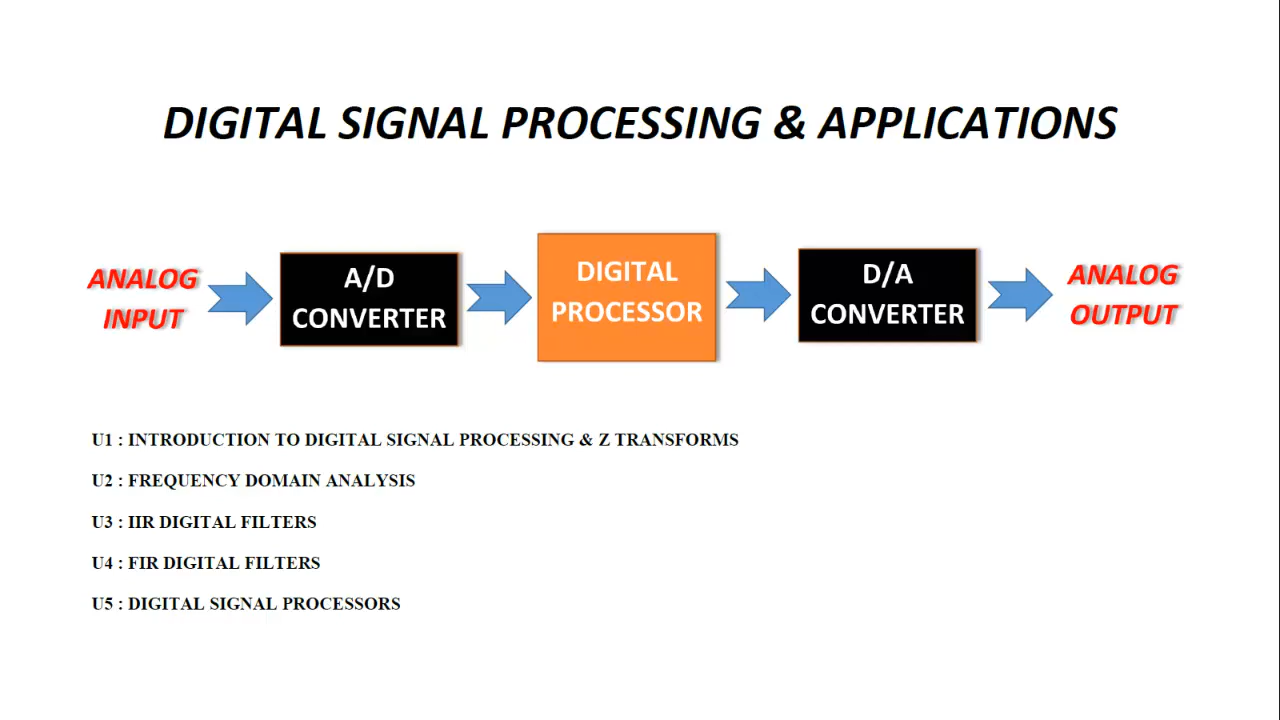 DIGITAL SIGNAL PROCESSING & APPLICATIONS
ANALOG
INPUT
A/D
CONVERTER
DIGITAL
PROCESSOR
D/A
CONVERTER
ANALOG
OUTPUT
U1 : INTRODUCTION TO DIGITAL SIGNAL PROCESSING & Z TRANSFORMS
U2 : FREQUENCY DOMAIN ANALYSIS
U3 : IIR DIGITAL FILTERS
U4 : FIR DIGITAL FILTERS
U5 : DIGITAL SIGNAL PROCESSORS